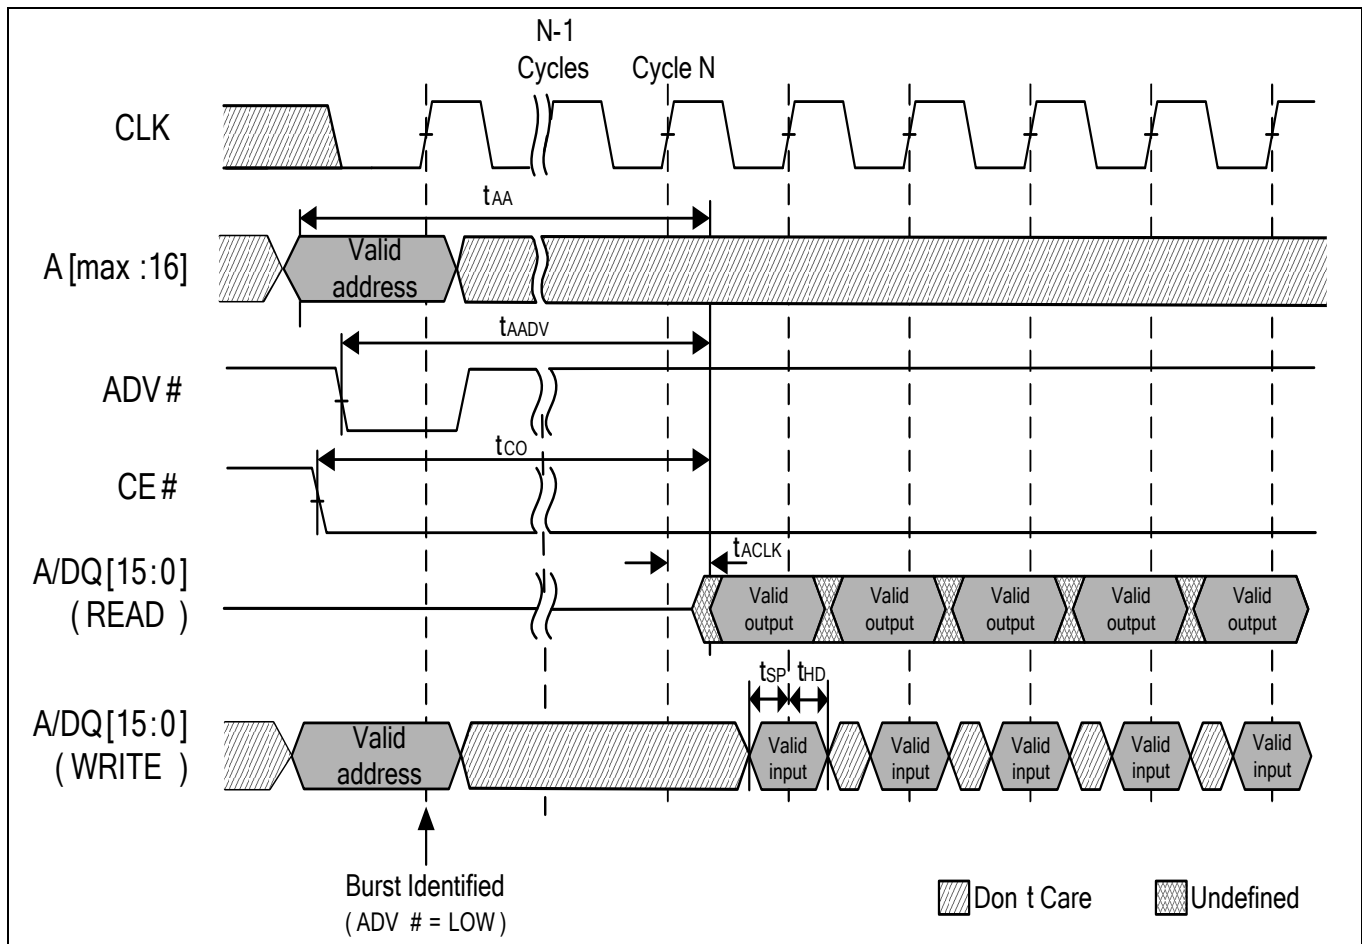 N-1
Cycles
Cycle N
CLK
tAA
A [max :16]
Valid
address
tAADV
ADV #
tCO
CE #
A/DQ[15:0]
( READ )
tACLK
Valid
output
Valid
output
Valid
output
Valid
output
Valid
output
tSP
tHD
A/DQ[15:0]
( WRITE )
Valid
address
Valid
input
Valid
input
Valid
input
Valid
input
Valid
input
Burst Identified
( ADV # = LOW )
Don t Care
Undefined